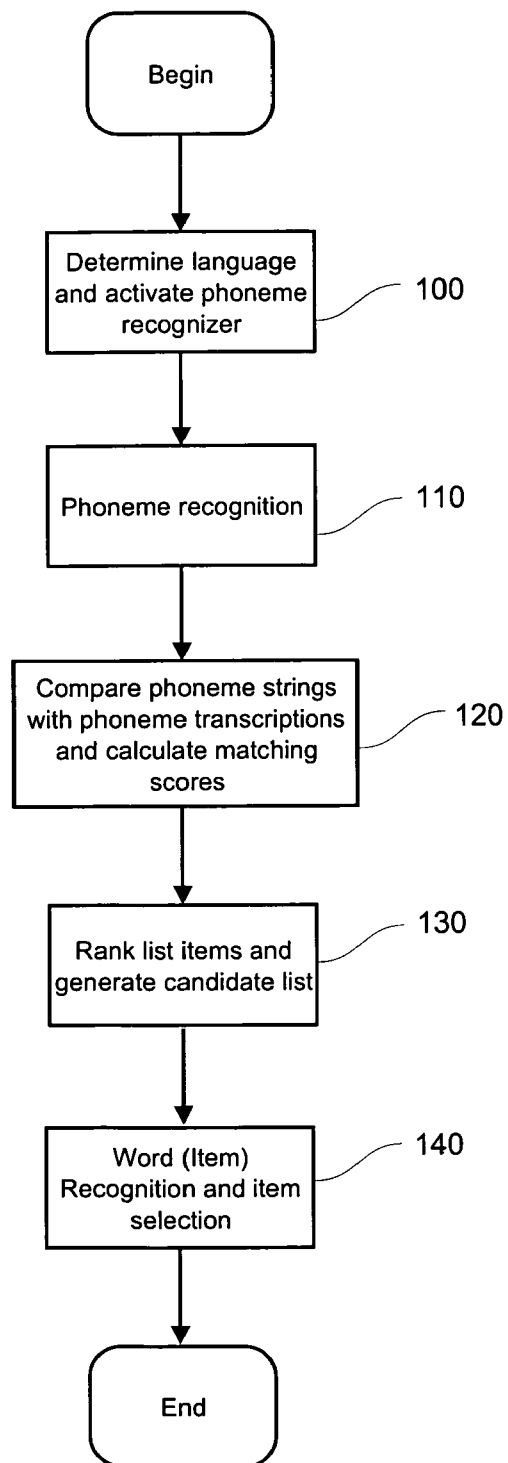 Begin
Determine language
and activate phoneme
recognizer
100
Phoneme recognition
110
Compare phoneme strings
with phoneme transcriptions
and calculate matching
scores
120
Rank list items and
generate candidate list
130
Word (Item)
Recognition and item
selection
140
End